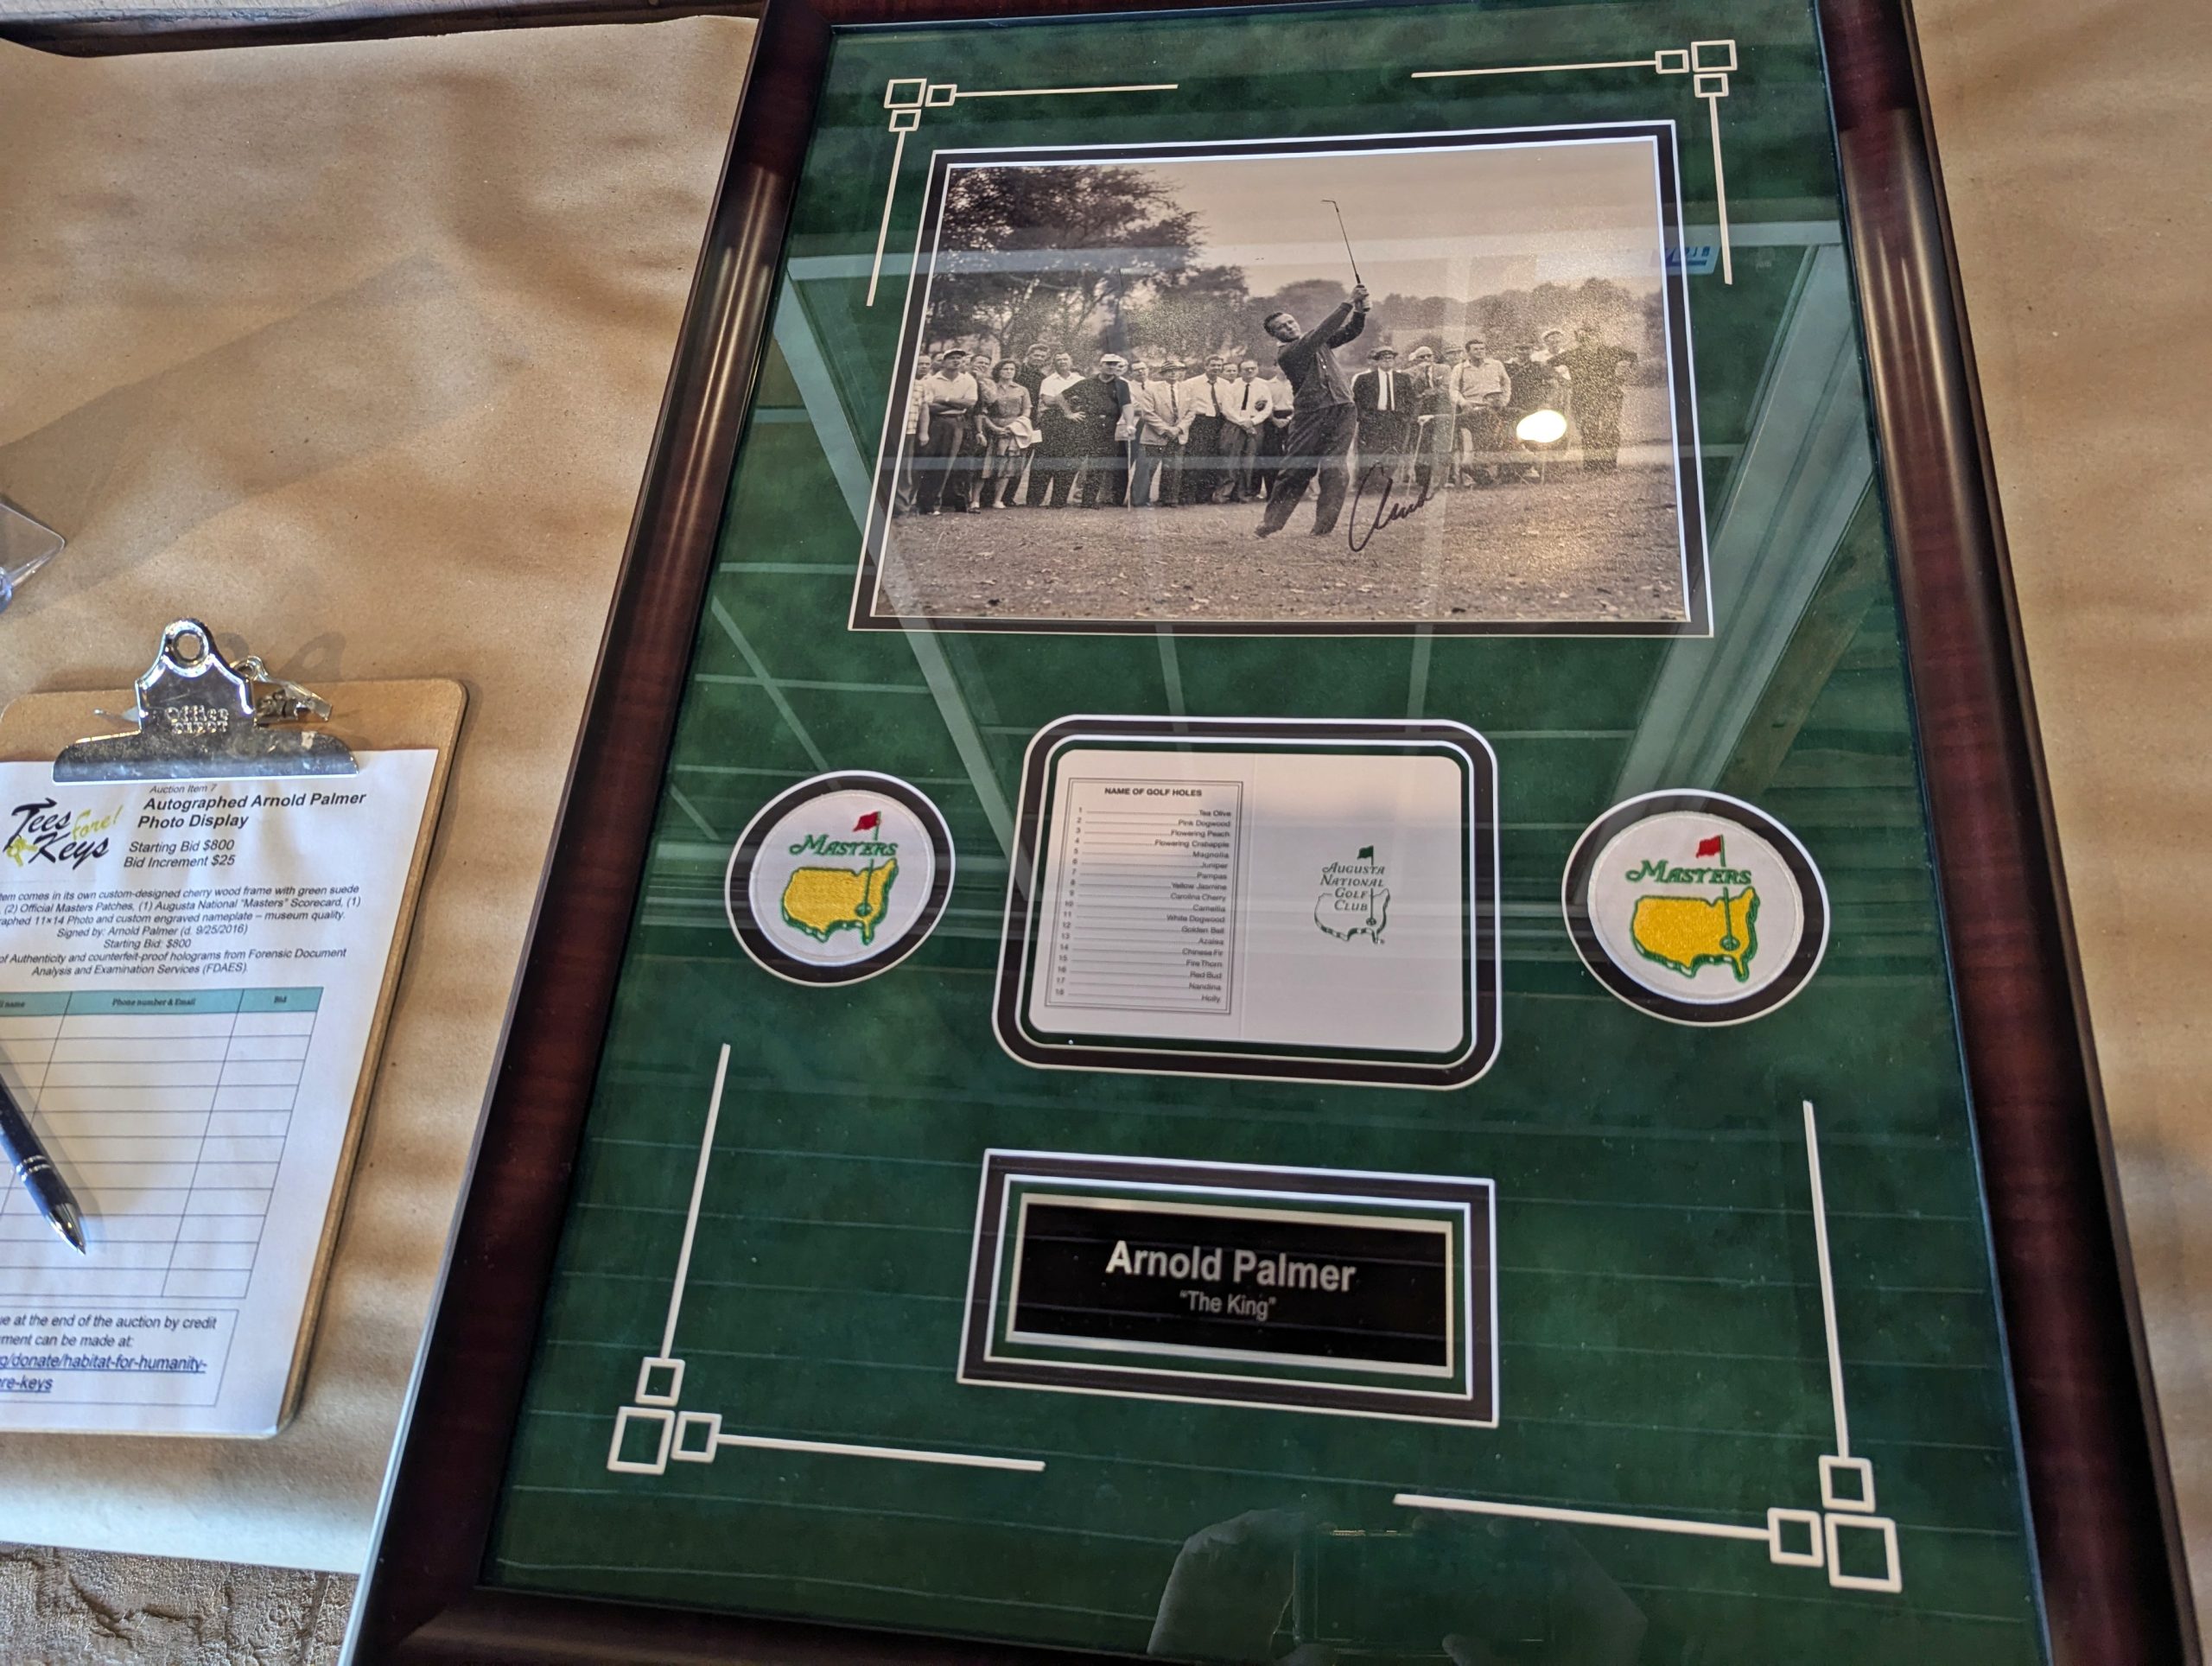 Office
DEPOT
Auction Item 7
Autographed Arnold Palmer
Photo Display
Tees
fore!
Keys
Starting Bid $800
Bid Increment $25
comes in its own custom-designed cherry wood frame with green suede
, (2) Official Masters Patches, (1) Augusta National "Masters" Scorecard, (1)
11×14 Photo and custom engraved nameplate – museum quality.
Signed by: Arnold Palmer (d. 9/25/2016)
Starting Bid: $800
of Authenticity and counterfeit-proof holograms from Forensic Document
Analysis and Examination Services (FDAES).
name Phone number & Email Bid
at the end of the auction by credit
can be made at:
/donate/habitat-for-humanity-
-keys
MASTERS
NAME OF GOLF HOLES
1 Tea Olive
2 Pink Dogwood
3 Flowering Peach
4 Flowering Crabapple
5 Magnolia
6 Juniper
7 Pampas
8 Yellow Jasmine
9 Carolina Cherry
10 Camellia
11 White Dogwood
12 Golden Bell
13 Azalea
14 Chinese Fir
15 Fire Thorn
16 Red Bud
17 Nandina
18 Holly
AUGUSTA
NATIONAL
GOLF
CLUB
MASTERS
Arnold Palmer
"The King"